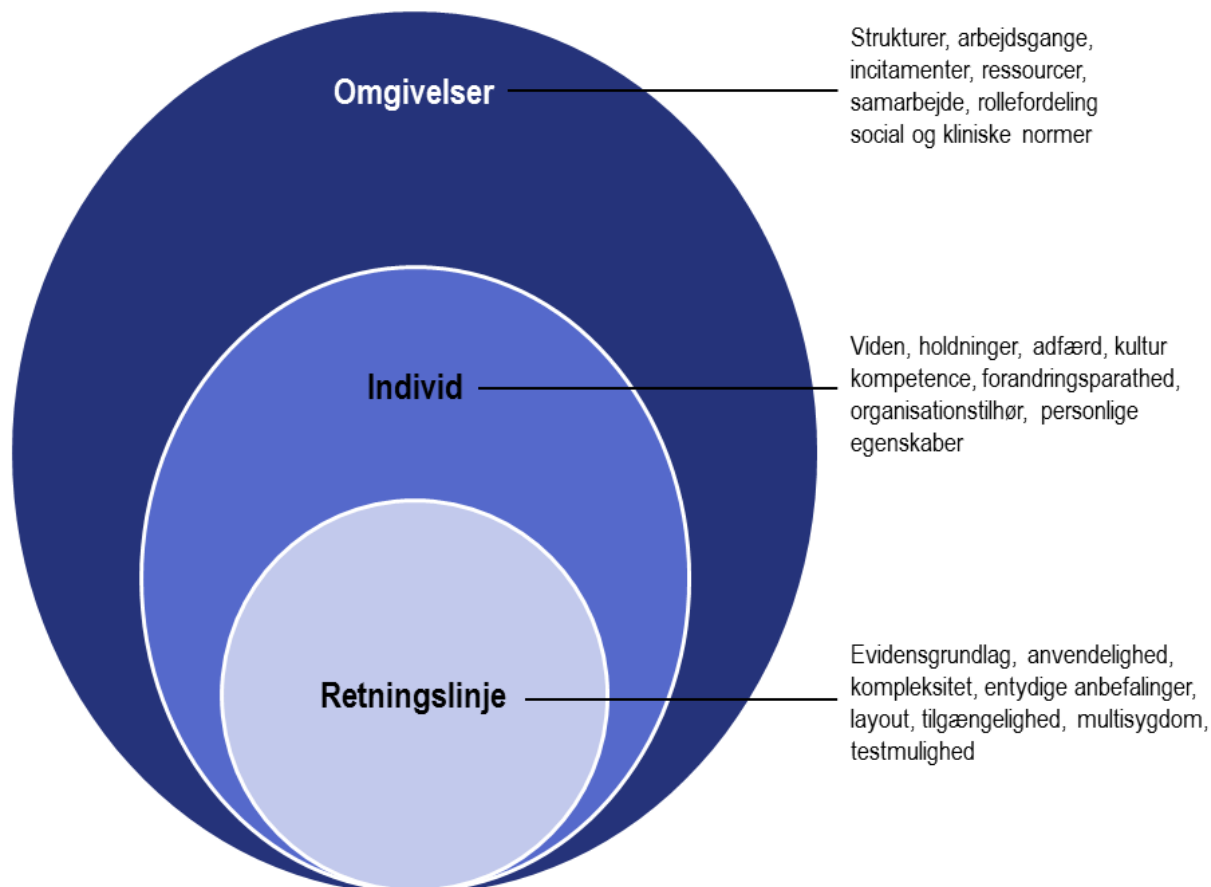 Omgivelser
Strukturer, arbejdsgange,
incitamenter, ressourcer,
samarbejde, rollefordeling
social og kliniske normer
Individ
Viden, holdninger, adfærd, kultur
kompetence, forandringsparathed,
organisationstilhør, personlige
egenskaber
Retningslinje
Evidensgrundlag, anvendelighed,
kompleksitet, entydige anbefalinger,
layout, tilgængelighed, multisygdom,
testmulighed